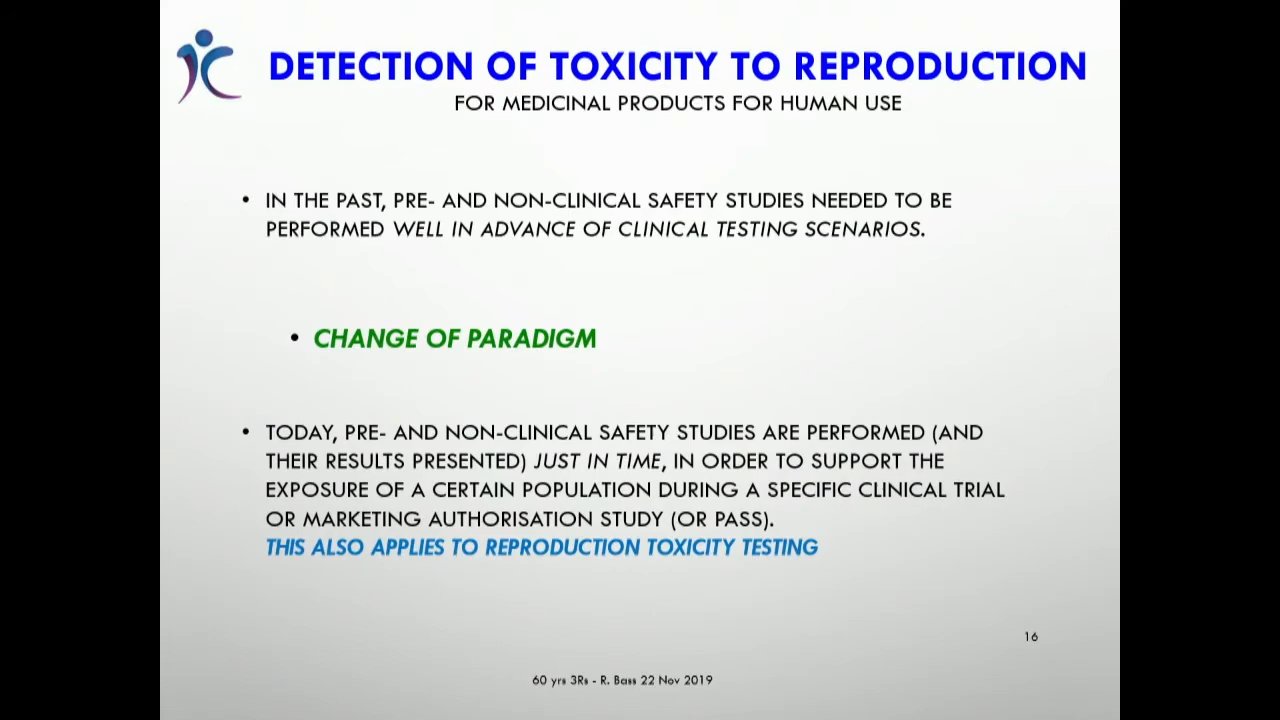 DETECTION OF TOXICITY TO REPRODUCTION
FOR MEDICINAL PRODUCTS FOR HUMAN USE
• IN THE PAST, PRE- AND NON-CLINICAL SAFETY STUDIES NEEDED TO BE
PERFORMED WELL IN ADVANCE OF CLINICAL TESTING SCENARIOS.
• CHANGE OF PARADIGM
• TODAY, PRE- AND NON-CLINICAL SAFETY STUDIES ARE PERFORMED (AND
THEIR RESULTS PRESENTED) JUST IN TIME, IN ORDER TO SUPPORT THE
EXPOSURE OF A CERTAIN POPULATION DURING A SPECIFIC CLINICAL TRIAL
OR MARKETING AUTHORISATION STUDY (OR PASS).
THIS ALSO APPLIES TO REPRODUCTION TOXICITY TESTING
16
60 yrs 3Rs - R. Bass 22 Nov 2019